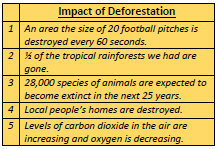 Impact of Deforestation
1 An area the size of 20 football pitches is
destroyed every 60 seconds.
2 ½ of the tropical rainforests we had are
gone.
3 28,000 species of animals are expected to
become extinct in the next 25 years.
4 Local people's homes are destroyed.
5 Levels of carbon dioxide in the air are
increasing and oxygen is decreasing.